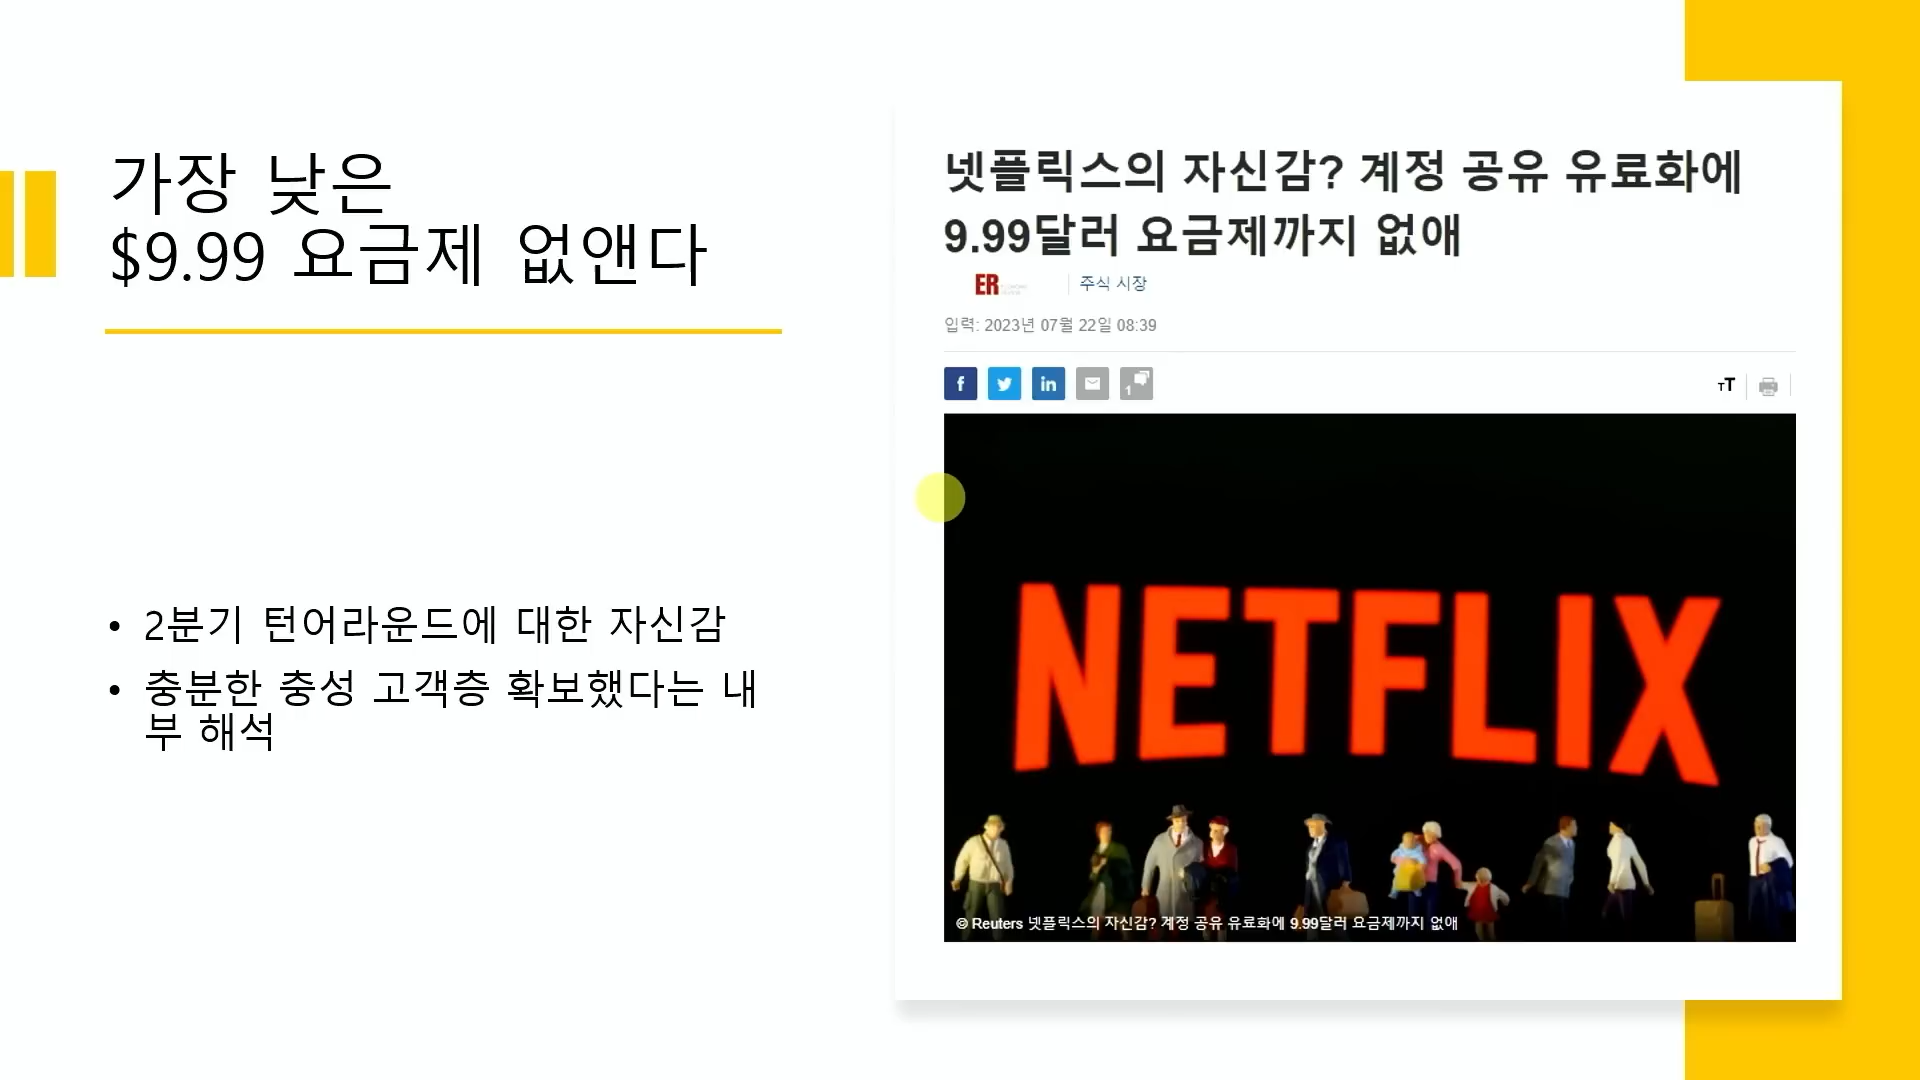 가장 낮은
$9.99 요금제 없앤다
• 2분기 턴어라운드에 대한 자신감
• 충분한 충성 고객층 확보했다는 내
부 해석
넷플릭스의 자신감? 계정 공유 유료화에
9.99달러 요금제까지 없애
ER
주식 시장
입력: 2023년 07월 22일 08:39
f
in
1
TT
NETFLIX
© Reuters 넷플릭스의 자신감? 계정 공유 유료화에 9.99달러 요금제까지 없애